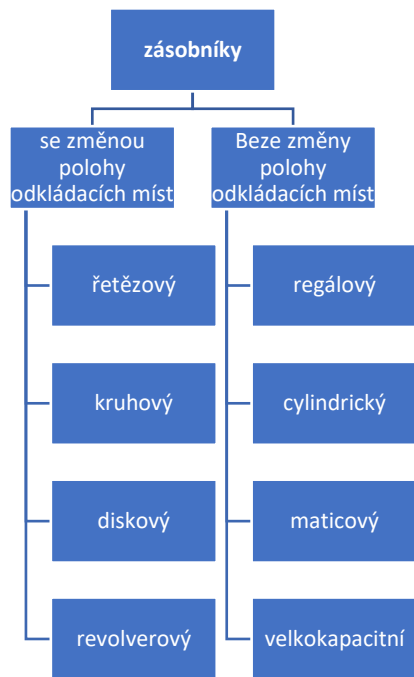 zásobníky
se změnou
polohy
odkládacích míst
řetězový
kruhový
diskový
revolverový
Beze změny
polohy
odkládacích míst
regálový
cylindrický
maticový
velkokapacitní